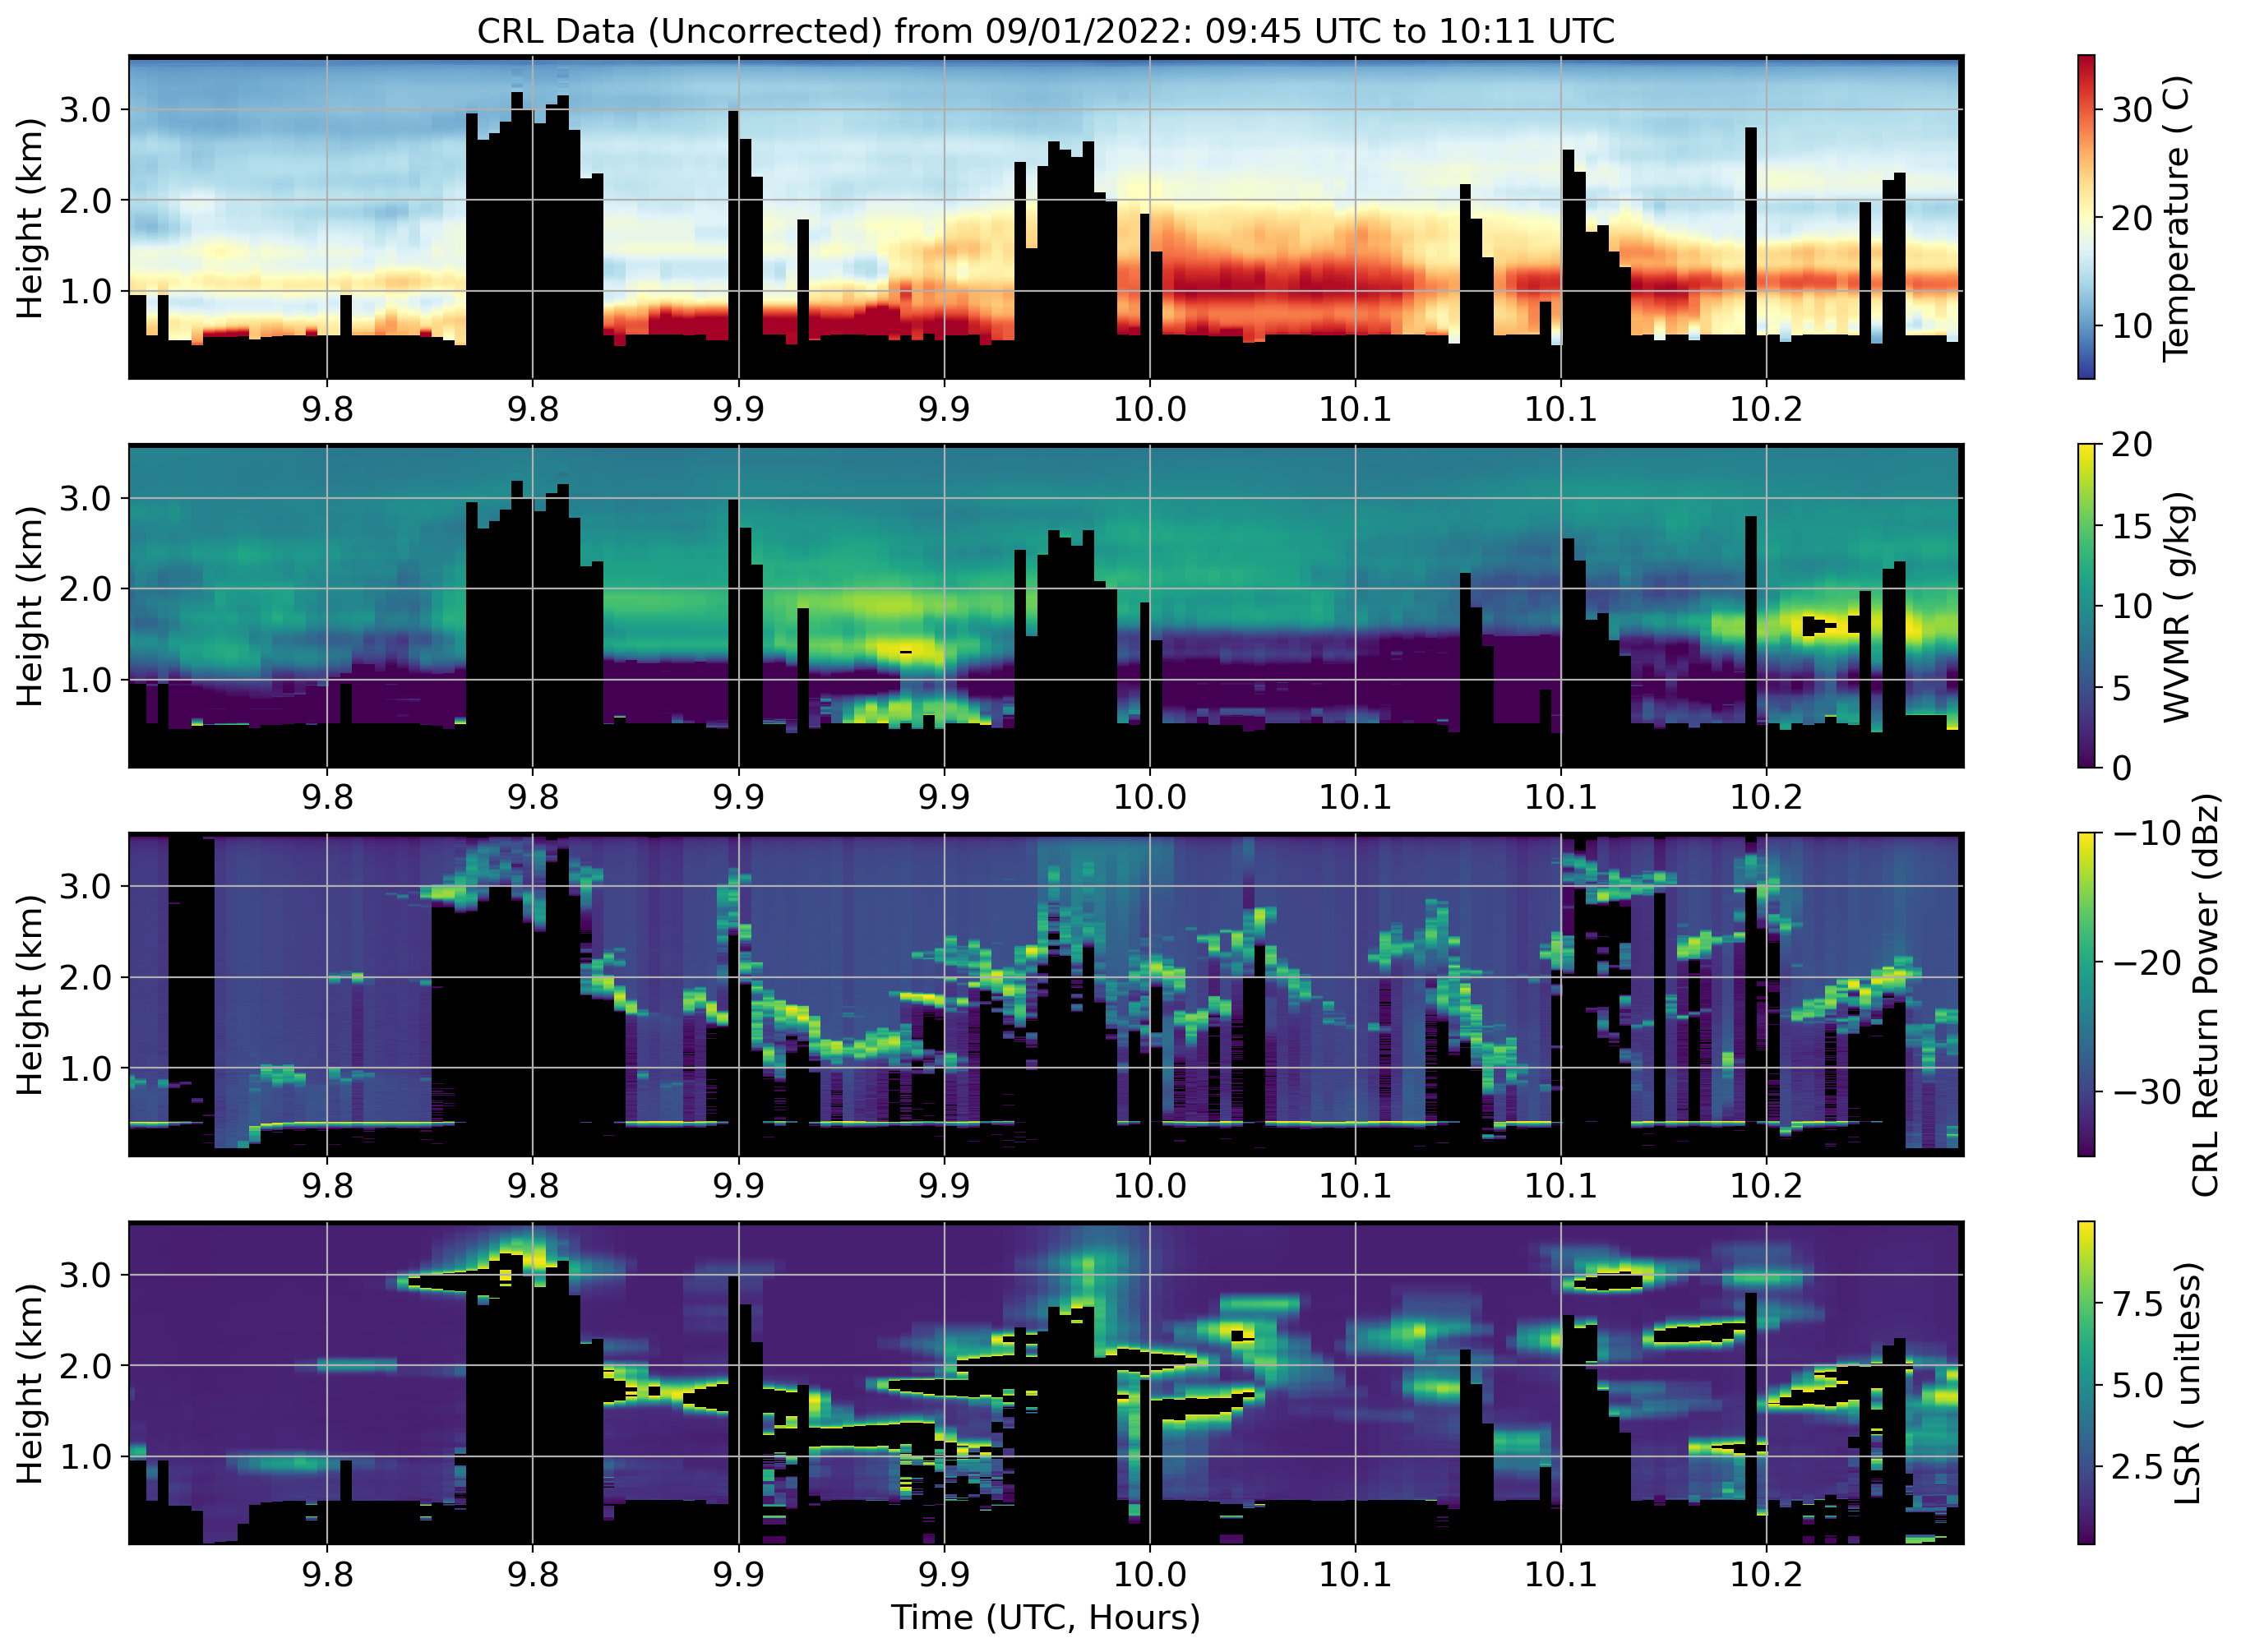 CRL Data (Uncorrected) from 09/01/2022: 09:45 UTC to 10:11 UTC
Height (km)
3.0
2.0
1.0
9.8 9.8 9.9 9.9 10.0 10.1 10.1 10.2
30
20
10
Temperature ( C)
Height (km)
3.0
2.0
1.0
9.8 9.8 9.9 9.9 10.0 10.1 10.1 10.2
20
15
10
5
0
WVMR ( g/kg)
Height (km)
3.0
2.0
1.0
9.8 9.8 9.9 9.9 10.0 10.1 10.1 10.2
−10
−20
−30
CRL Return Power (dBz)
Height (km)
3.0
2.0
1.0
9.8 9.8 9.9 9.9 10.0 10.1 10.1 10.2
7.5
5.0
2.5
LSR ( unitless)
Time (UTC, Hours)